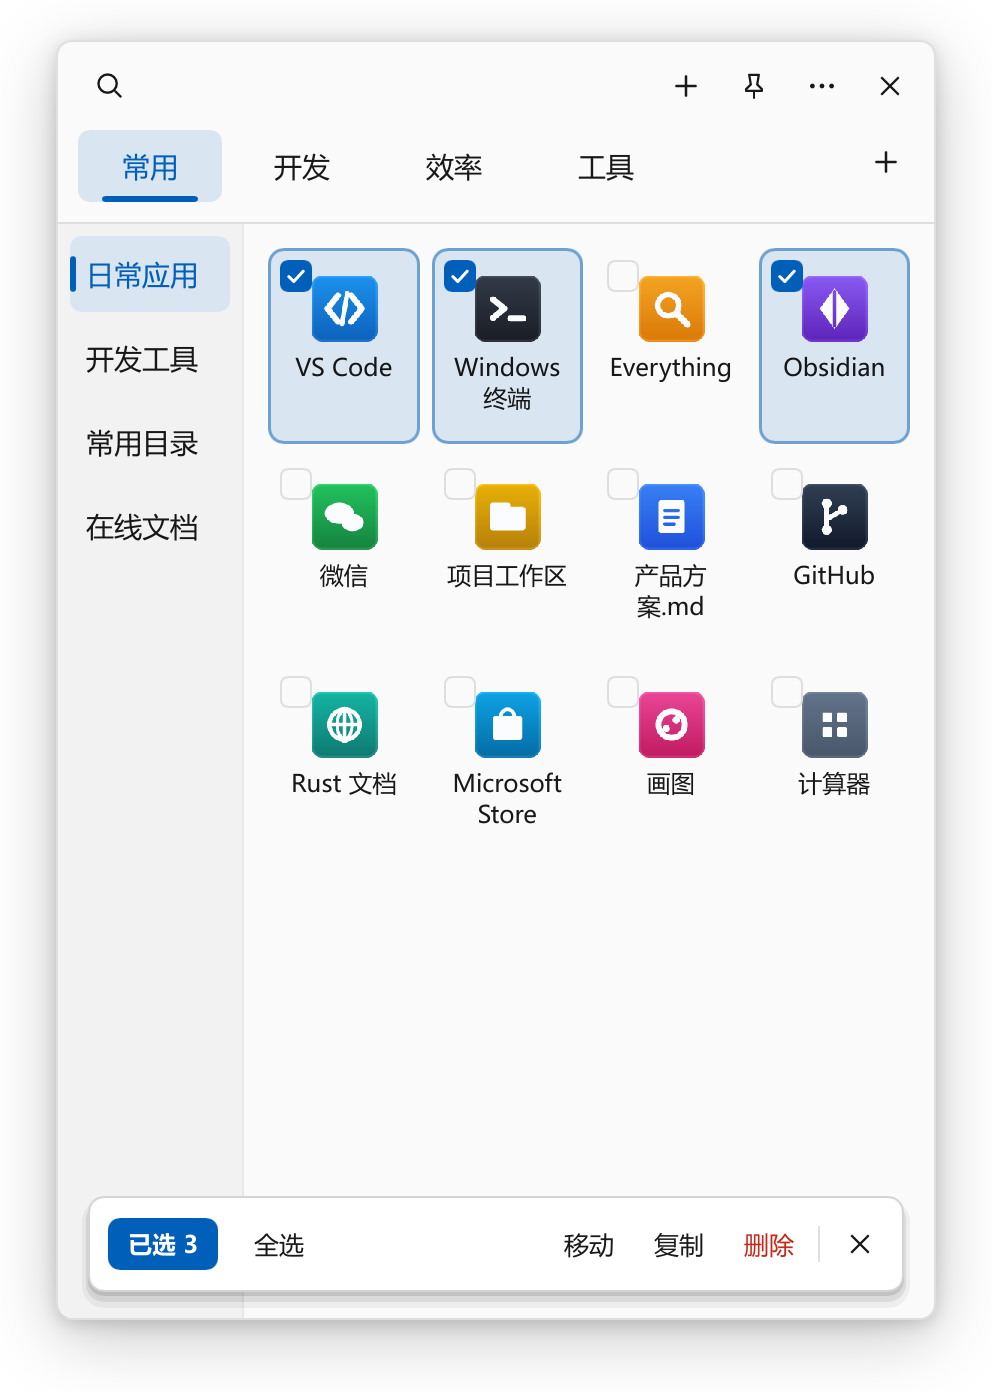 常用
开发
效率
工具
日常应用
开发工具
常用目录
在线文档
VS Code
Windows
终端
Everything
Obsidian
微信
项目工作区
产品方
案.md
GitHub
Rust 文档
Microsoft
Store
画图
计算器
已选 3
全选
移动
复制
删除